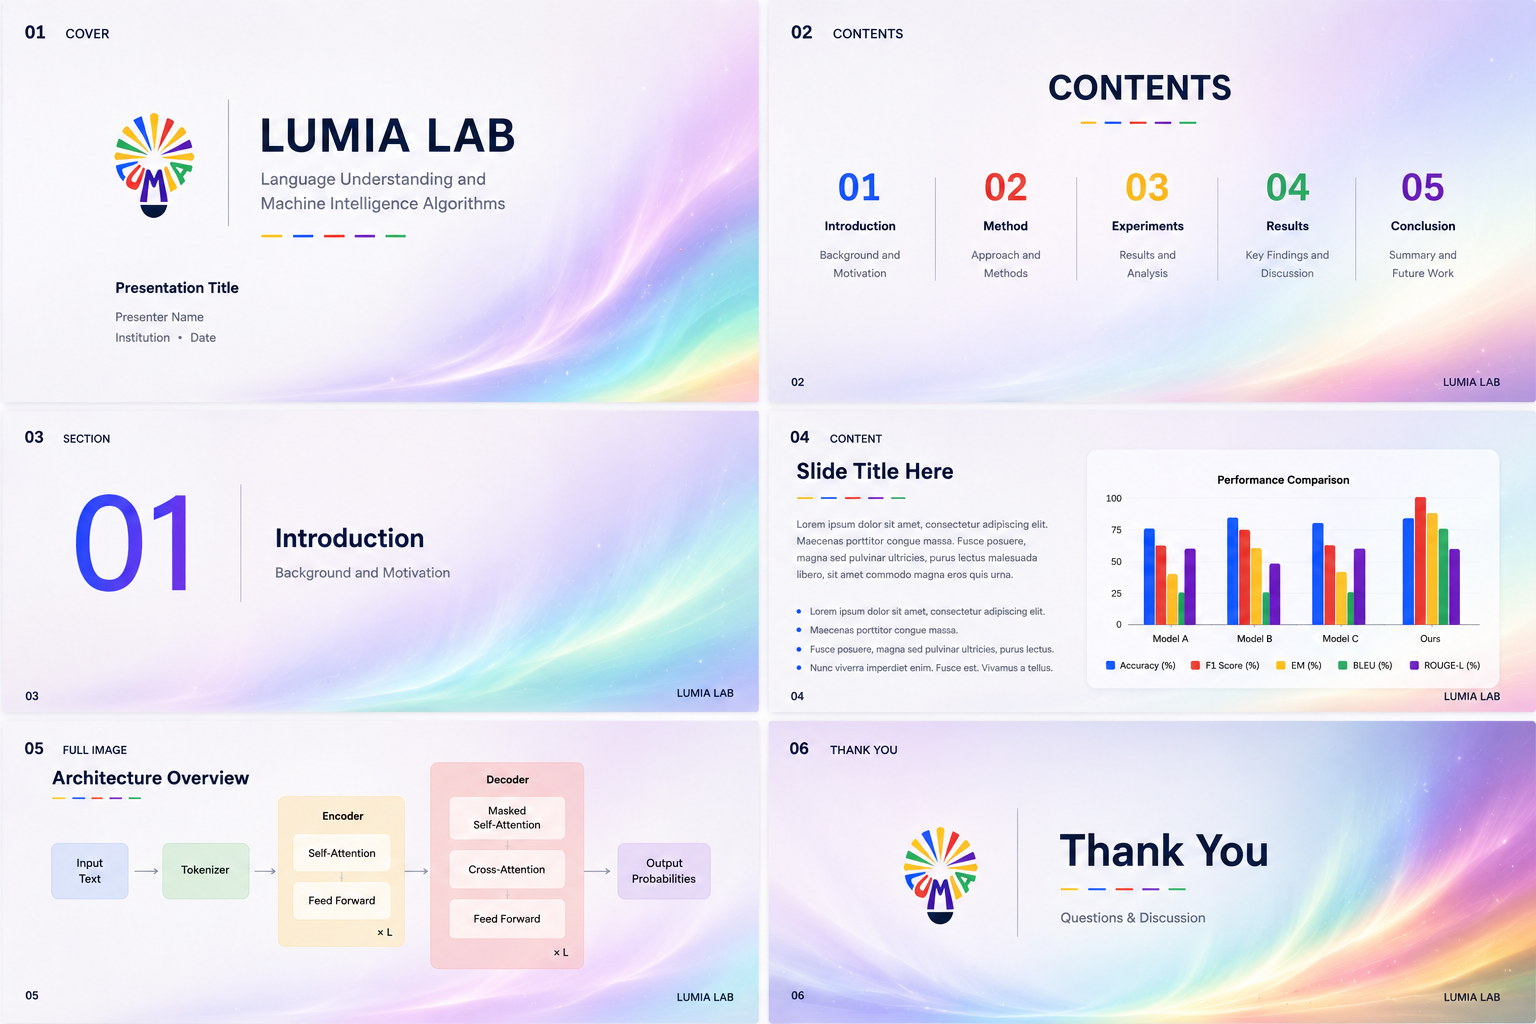 01 COVER
LUMA
LUMIA LAB
Language Understanding and
Machine Intelligence Algorithms
Presentation Title
Presenter Name
Institution • Date
02 CONTENTS
CONTENTS
01
Introduction
Background and
Motivation
02
Method
Approach and
Methods
03
Experiments
Results and
Analysis
04
Results
Key Findings and
Discussion
05
Conclusion
Summary and
Future Work
02
LUMIA LAB
03 SECTION
01
Introduction
Background and Motivation
03
LUMIA LAB
04 CONTENT
Slide Title Here
Lorem ipsum dolor sit amet, consectetur adipiscing elit.
Maecenas porttitor congue massa. Fusce posuere,
magna sed pulvinar ultricies, purus lectus malesuada
libero, sit amet commodo magna eros quis urna.
• Lorem ipsum dolor sit amet, consectetur adipiscing elit.
• Maecenas porttitor congue massa.
• Fusce posuere, magna sed pulvinar ultricies, purus lectus.
• Nunc viverra imperdiet enim. Fusce est. Vivamus a tellus.
Performance Comparison
100
75
50
25
0
Model A Model B Model C Ours
Accuracy (%) F1 Score (%) EM (%) BLEU (%) ROUGE-L (%)
04
LUMIA LAB
05 FULL IMAGE
Architecture Overview
Input
Text
Tokenizer
Encoder
Self-Attention
Feed Forward
× L
Decoder
Masked
Self-Attention
Cross-Attention
Feed Forward
× L
Output
Probabilities
05
LUMIA LAB
06 THANK YOU
LUMA
Thank You
Questions & Discussion
06
LUMIA LAB